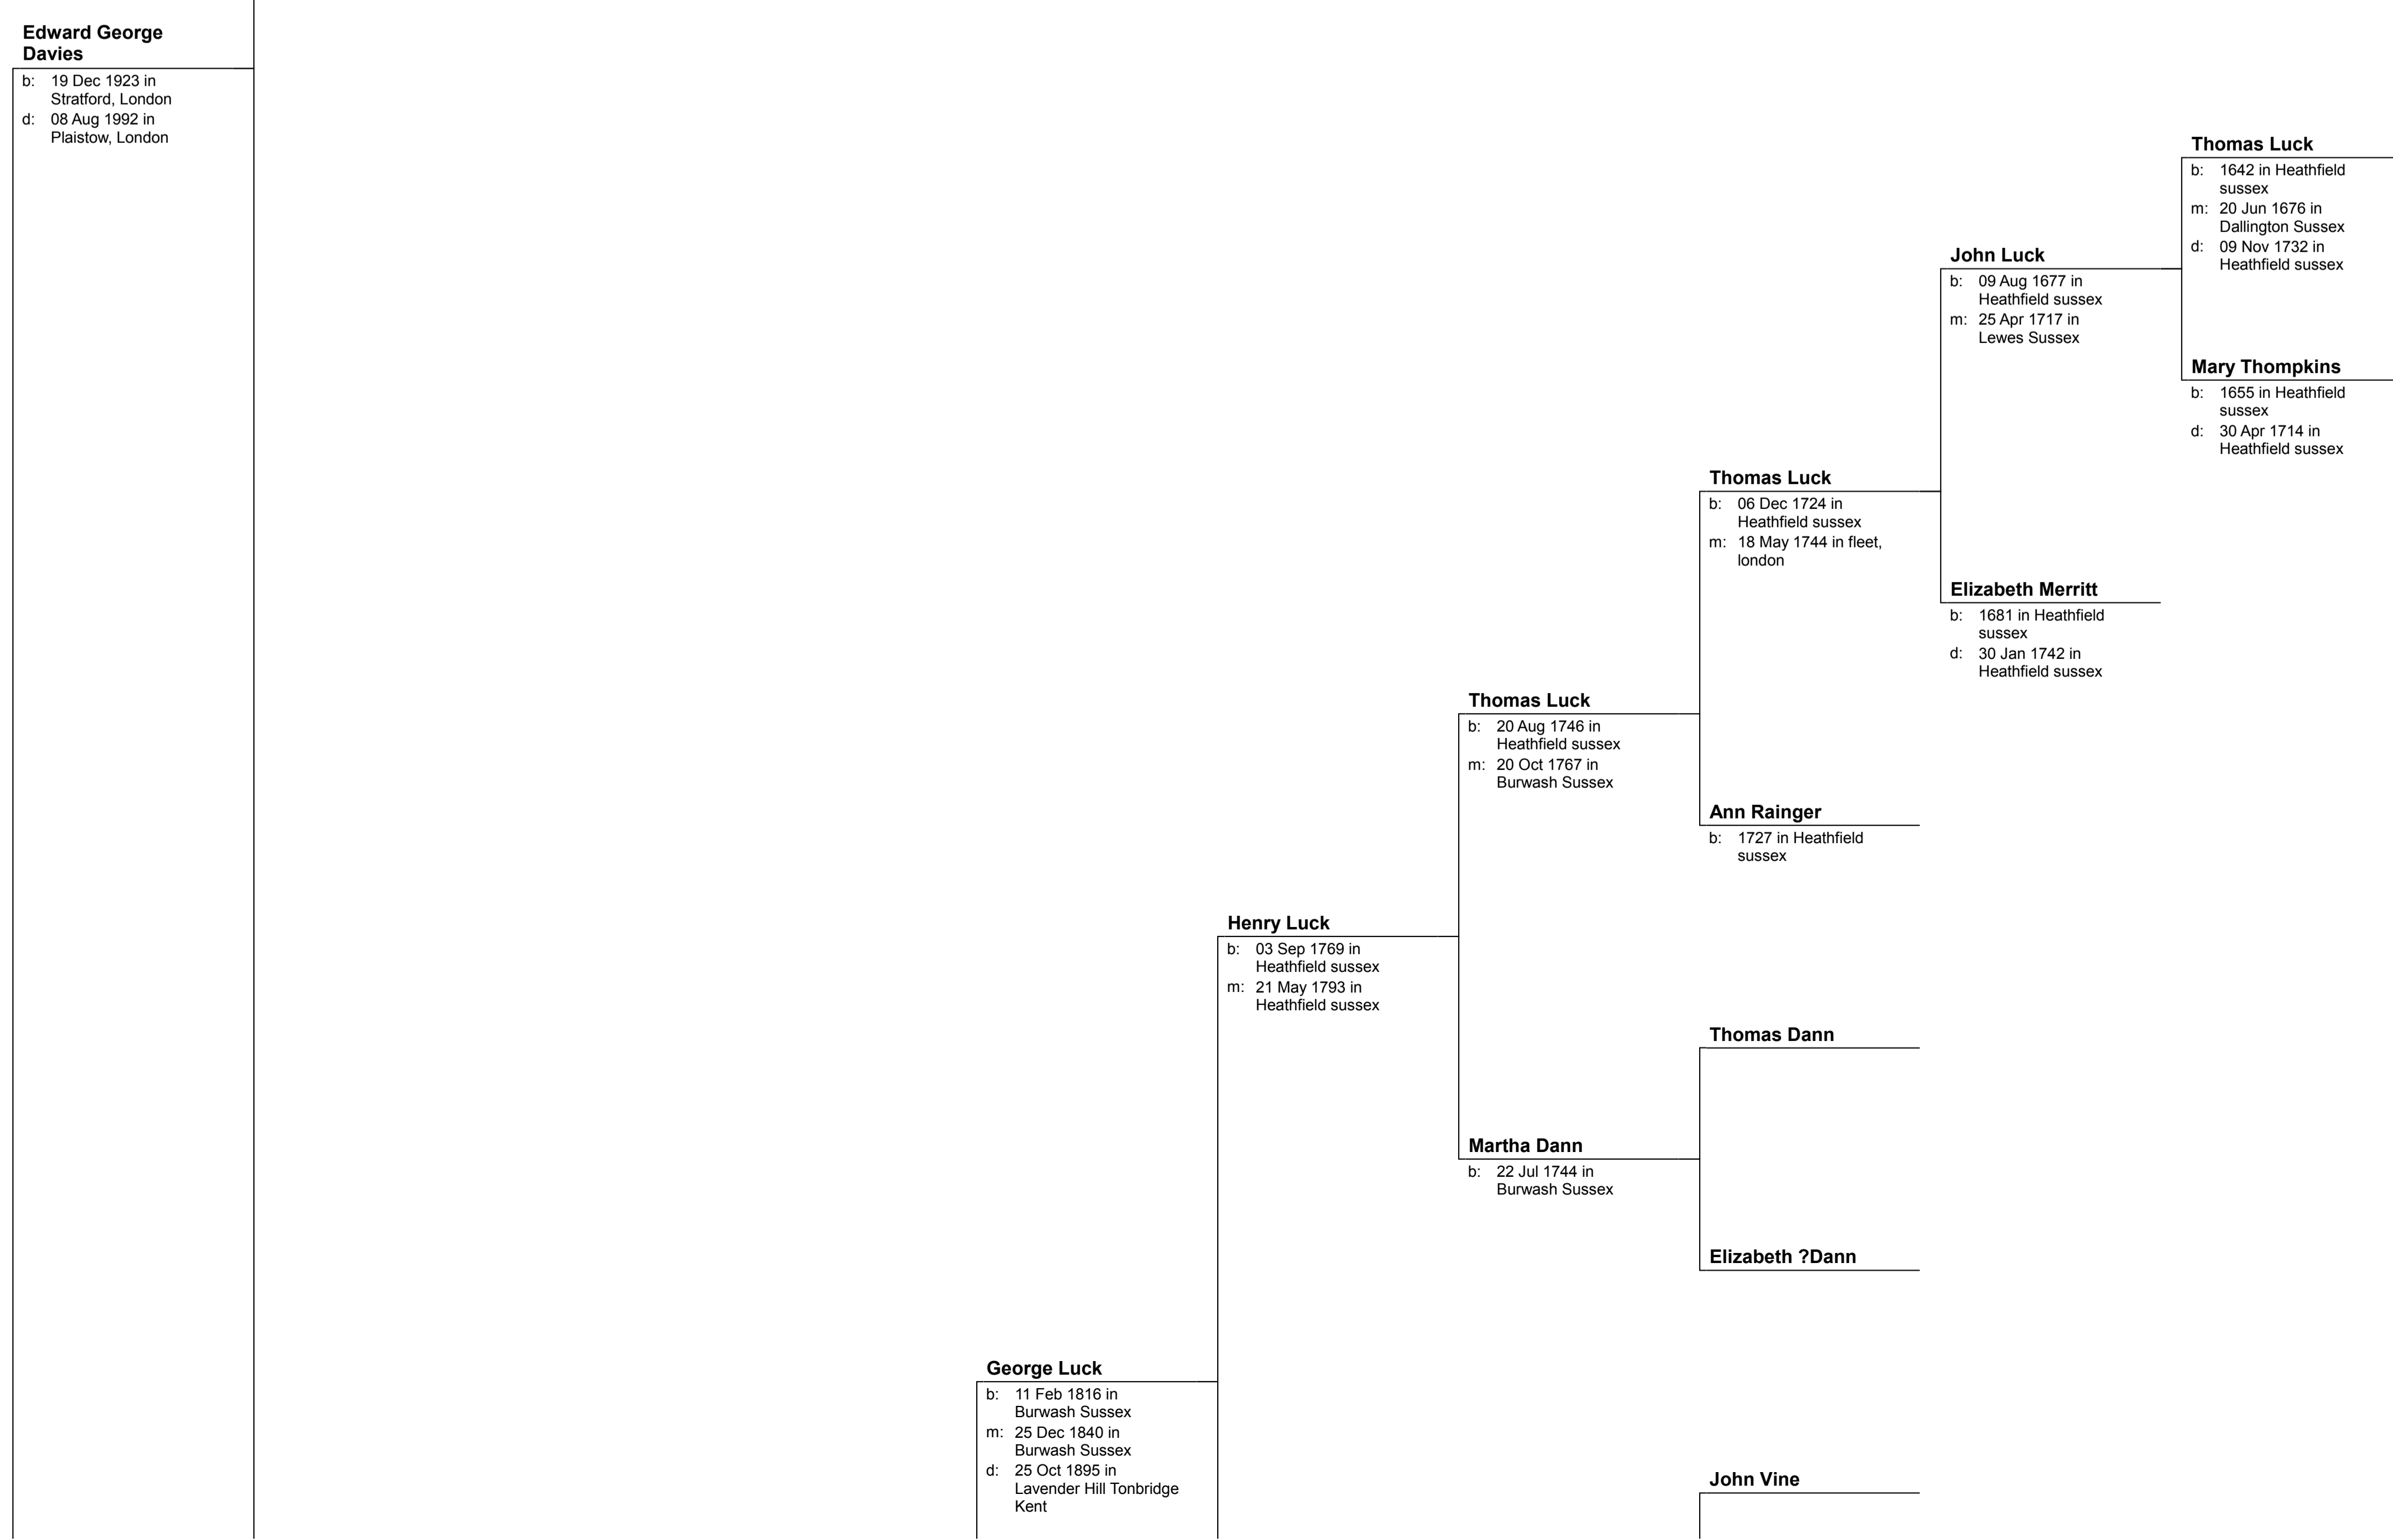 Edward George
Davies
b: 19 Dec 1923 in
Stratford, London
d: 08 Aug 1992 in
Plaistow, London
Thomas Luck
b: 1642 in Heathfield
sussex
m: 20 Jun 1676 in
Dallington Sussex
d: 09 Nov 1732 in
Heathfield sussex
John Luck
b: 09 Aug 1677 in
Heathfield sussex
m: 25 Apr 1717 in
Lewes Sussex
Mary Thompkins
b: 1655 in Heathfield
sussex
d: 30 Apr 1714 in
Heathfield sussex
Thomas Luck
b: 06 Dec 1724 in
Heathfield sussex
m: 18 May 1744 in fleet,
london
Elizabeth Merritt
b: 1681 in Heathfield
sussex
d: 30 Jan 1742 in
Heathfield sussex
Thomas Luck
b: 20 Aug 1746 in
Heathfield sussex
m: 20 Oct 1767 in
Burwash Sussex
Ann Rainger
b: 1727 in Heathfield
sussex
Henry Luck
b: 03 Sep 1769 in
Heathfield sussex
m: 21 May 1793 in
Heathfield sussex
Thomas Dann
Martha Dann
b: 22 Jul 1744 in
Burwash Sussex
Elizabeth ?Dann
George Luck
b: 11 Feb 1816 in
Burwash Sussex
m: 25 Dec 1840 in
Burwash Sussex
d: 25 Oct 1895 in
Lavender Hill Tonbridge
Kent
John Vine